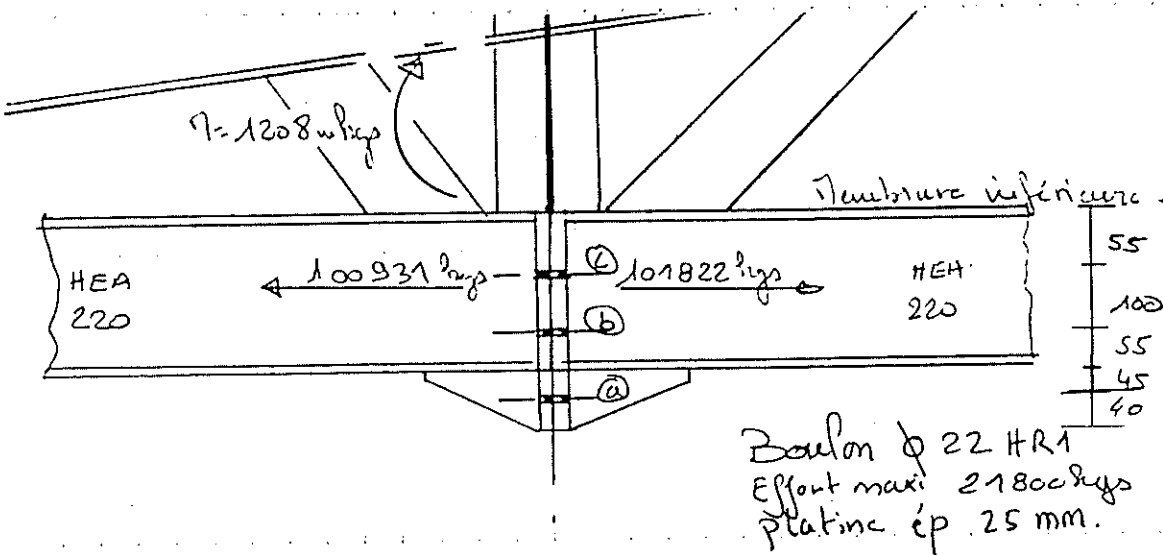 M=1208 mkgs
Membrure inférieure.
100931 kgs
101822 kgs
HEA
220
HEA
220
c
b
a
55
100
55
45
40
Boulon ϕ 22 HR1
Effort maxi 21800 kgs
platine ép. 25 mm.